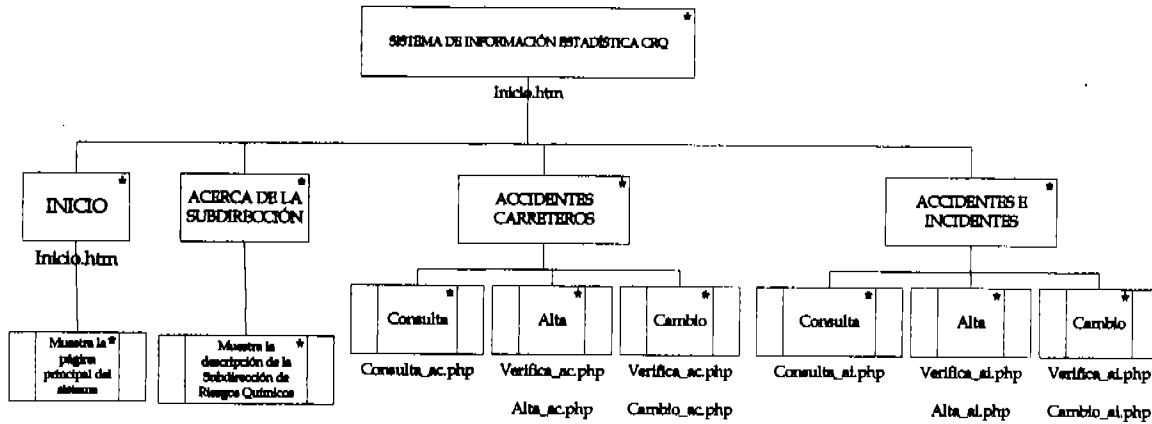 *
SISTEMA DE INFORMACIÓN ESTADÍSTICA CRQ
Inicio.htm
*
INICIO
Inicio.htm
*
ACERCA DE LA
SUBDIRECCIÓN
*
ACCIDENTES
CARRETEROS
*
ACCIDENTES E
INCIDENTES
Muestra la *
página
principal del
sistema
*
Muestra la
descripción de la
Subdirección de
Riesgos Químicos
*
Consulta
Consulta_ac.php
*
Alta
Verifica_ac.php
Alta_ac.php
*
Cambio
Verifica_ac.php
Cambio_ac.php
*
Consulta
Consulta_ai.php
*
Alta
Verifica_ai.php
Alta_ai.php
*
Cambio
Verifica_ai.php
Cambio_ai.php